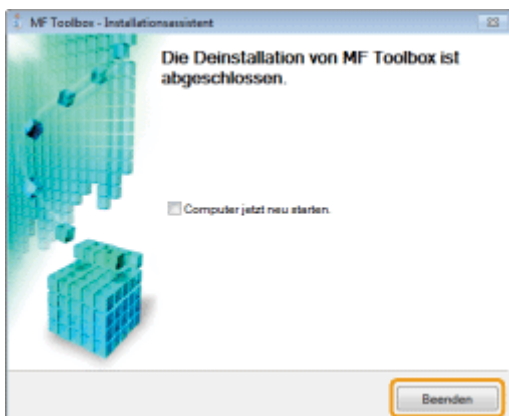 MF Toolbox - Installationsassistent
Die Deinstallation von MF Toolbox ist
abgeschlossen.
Computer jetzt neu starten.
Beenden